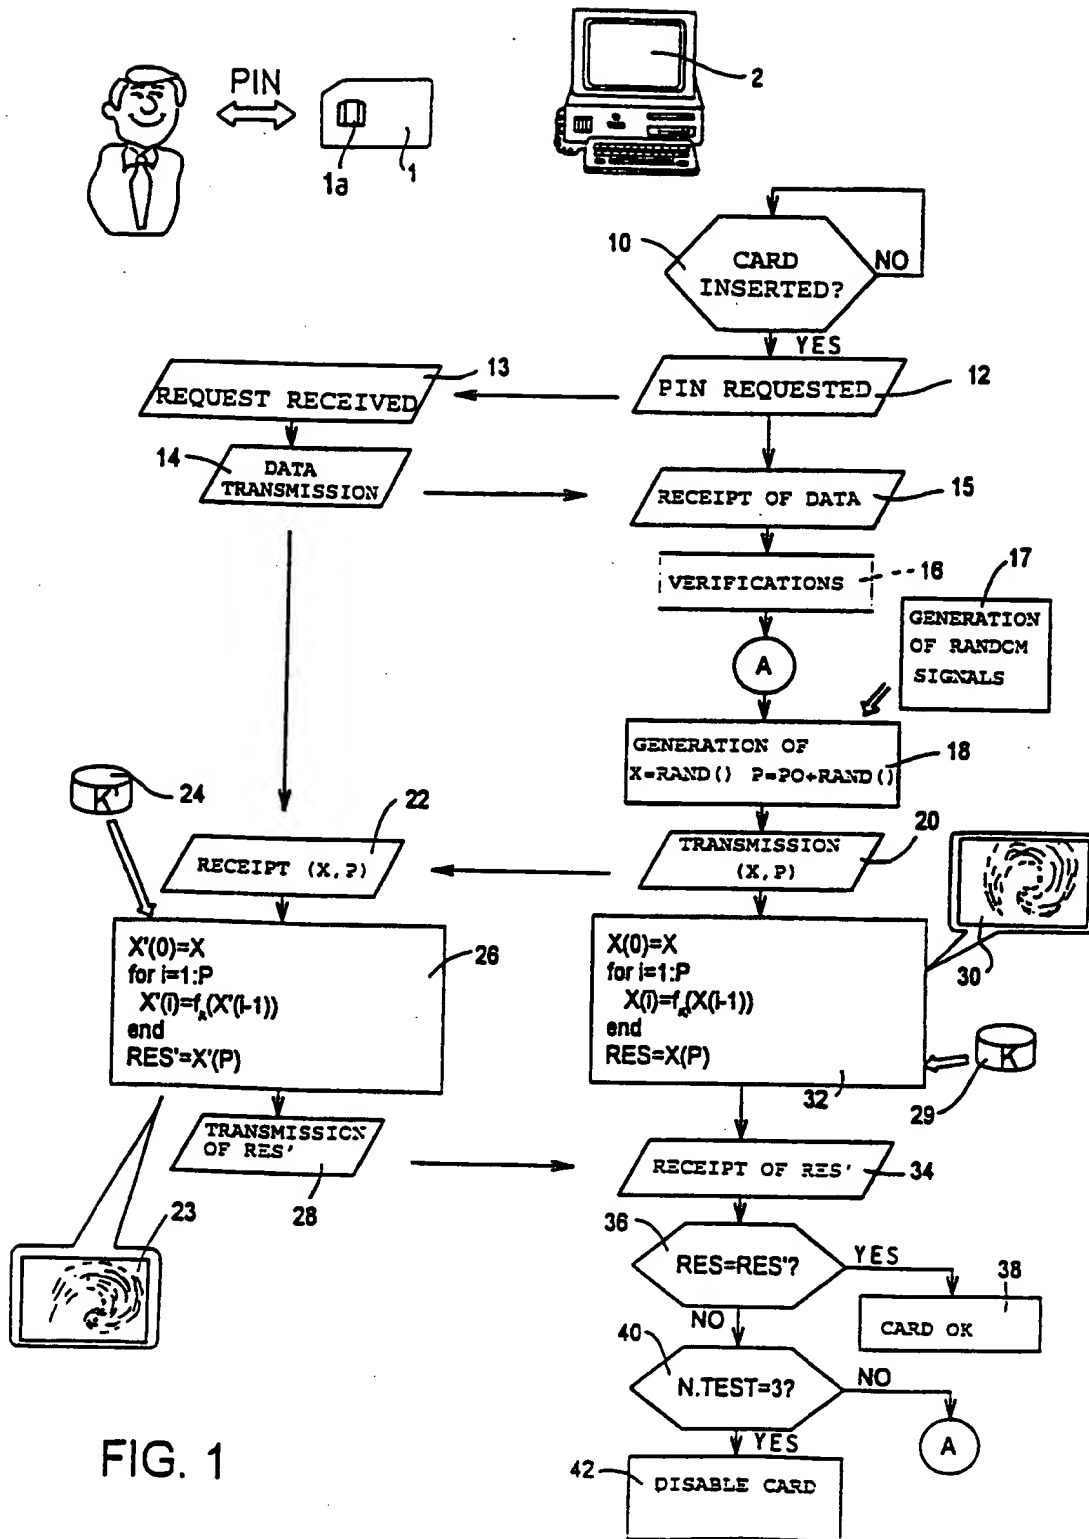 PIN
2
1a
1
10
CARD
INSERTED?
NO
YES
13
REQUEST RECEIVED
PIN REQUESTED
12
14
DATA
TRANSMISSION
RECEIPT OF DATA
15
VERIFICATIONS
16
17
GENERATION
OF RANDOM
SIGNALS
A
GENERATION OF
X=RAND() P=PO+RAND()
18
K'
24
22
RECEIPT (X,P)
TRANSMISSION
(X,P)
20
30
X'(0)=X
for i=1:P
X'(i)=fk(X'(i-1))
end
RES'=X'(P)
26
X(0)=X
for i=1:P
X(i)=fk(X(i-1))
end
RES=X(P)
32
K
29
TRANSMISSION
OF RES'
28
RECEIPT OF RES'
34
23
36
RES=RES'?
YES
38
CARD OK
NO
40
N.TEST=3?
NO
A
YES
42
DISABLE CARD
FIG. 1